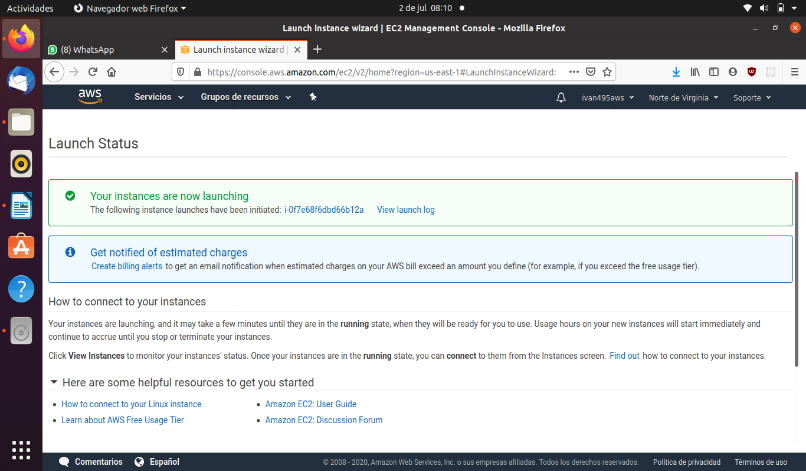 Actividades
Navegador web Firefox
2 de jul 08:10
Launch instance wizard | EC2 Management Console - Mozilla Firefox
(8) WhatsApp
Launch instance wizard |
https://console.aws.amazon.com/ec2/v2/home?region=us-east-1#LaunchInstanceWizard:
aws
Servicios
Grupos de recursos
ivan495aws
Norte de Virginia
Soporte
Launch Status
Your instances are now launching
The following instance launches have been initiated: i-0f7e68f6dbd66b12a View launch log
Get notified of estimated charges
Create billing alerts to get an email notification when estimated charges on your AWS bill exceed an amount you define (for example, if you exceed the free usage tier).
How to connect to your instances
Your instances are launching, and it may take a few minutes until they are in the running state, when they will be ready for you to use. Usage hours on your new instances will start immediately and
continue to accrue until you stop or terminate your instances.
Click View Instances to monitor your instances' status. Once your instances are in the running state, you can connect to them from the Instances screen. Find out how to connect to your instances.
Here are some helpful resources to get you started
How to connect to your Linux instance
Amazon EC2: User Guide
Learn about AWS Free Usage Tier
Amazon EC2: Discussion Forum
Comentarios
Español
© 2008 - 2020, Amazon Web Services, Inc. o sus empresas afiliadas. Todos los derechos reservados.
Política de privacidad
Términos de uso